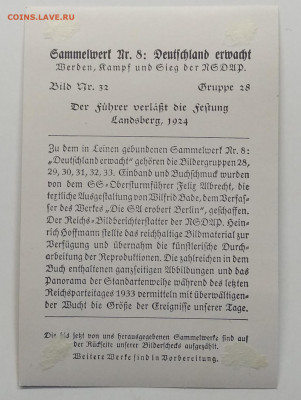 COINS.LAV.RU
Sammelwerk Nr. 8: Deutschland erwacht
Werden, Kampf und Sieg der NSDAP.
Bild Nr. 32 Gruppe 28
Der Führer verläßt die Festung
Landsberg, 1924
Zu dem in Leinen gebundenen Sammelwerk Nr. 8:
„Deutschland erwacht“ gehören die Bildergruppen 28,
29, 30, 31, 32, 33. Einband und Buchschmuck wurden
von dem SS-Obersturmführer Felix Albrecht, die
textliche Ausgestaltung von Wilfrid Bade, dem Verfas-
ser des Werkes „Die SA erobert Berlin“, geschaffen.
Der Reichs-Bildberichterstatter der NSDAP. Hein-
rich Hoffmann stellte das reichhaltige Bildmaterial zur
Verfügung und übernahm die künstlerische Durch-
arbeitung der Reproduktionen. Die zahlreichen in dem
Buch enthaltenen ganzseitigen Abbildungen und das
Panorama der Standartenweihe während des letzten
Reichsparteitages 1933 vermitteln mit überwältigen-
der Wucht die Größe der Ereignisse unserer Tage.
Die bis jetzt von uns herausgegebenen Sammelwerke sind auf
der Rückseite unserer Bilderschecks aufgezählt.
Weitere Werke sind in Vorbereitung.